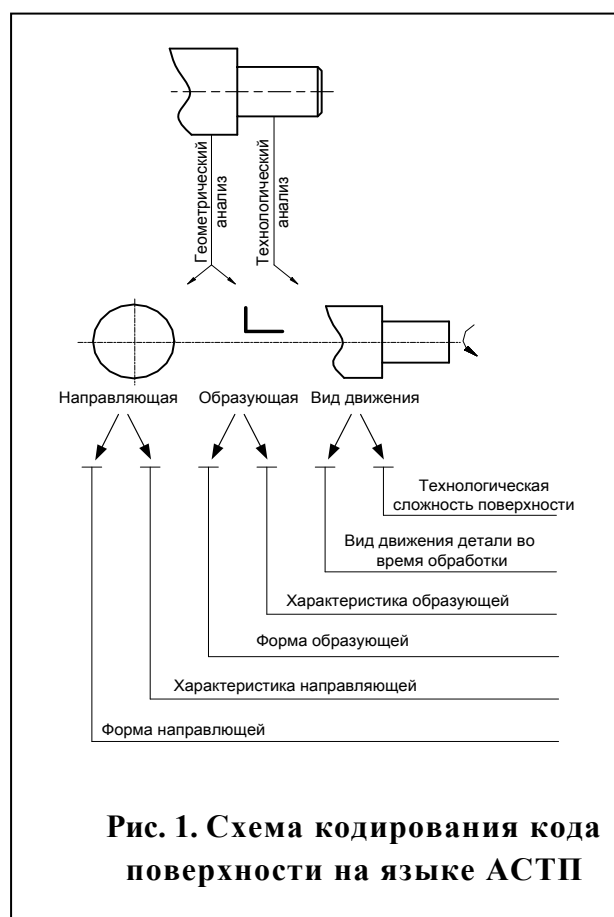 Геометрический
анализ
Технологический
анализ
Направляющая Образующая Вид движения
Технологическая
сложность поверхности
Вид движения детали во
время обработки
Характеристика образующей
Форма образующей
Характеристика направляющей
Форма направлющей
Рис. 1. Схема кодирования кода
поверхности на языке АСТП